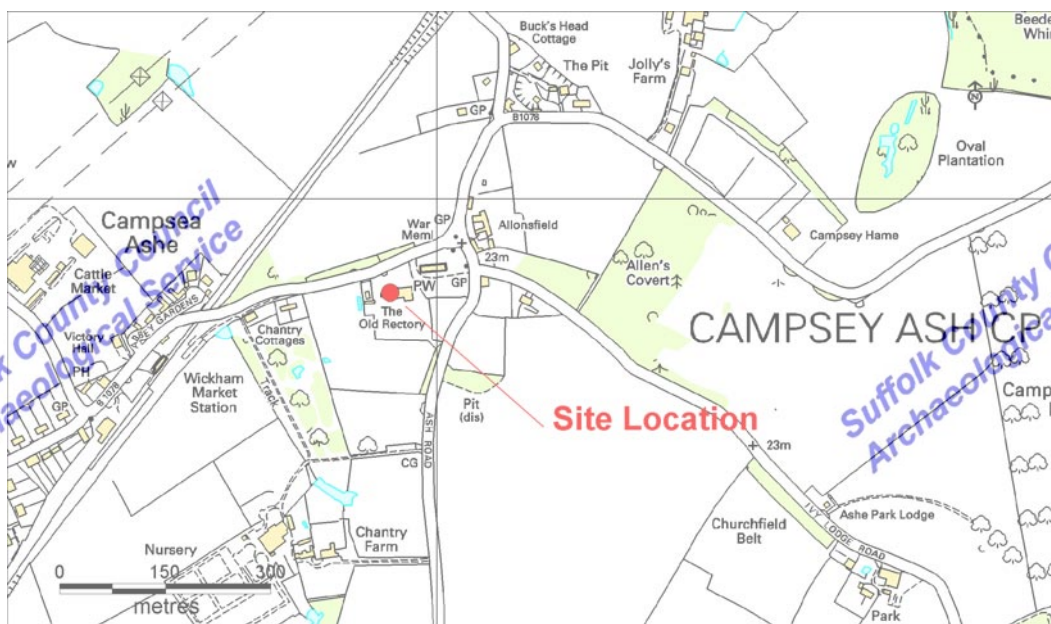 Buck's Head
Cottage
The Pit
Jolly's
Farm
GP
B1078
Oval
Plantation
N
Campsea
Ashe
War
Meml
GP
Allonsfield
23m
Campsey Hame
Cattle
Market
PW
GP
The
Old Rectory
Allen's
Covert
CAMPSEY ASH CP
Victory
Hall
PH
Chantry
Cottages
B1078
GP
Wickham
Market
Station
Track
Pit
(dis)
Site Location
23m
ASH ROAD
CG
IVY LODGE ROAD
Ashe Park Lodge
Churchfield
Belt
Chantry
Farm
Nursery
Park
0 150 300
metres
Suffolk County Council
Archaeological Service